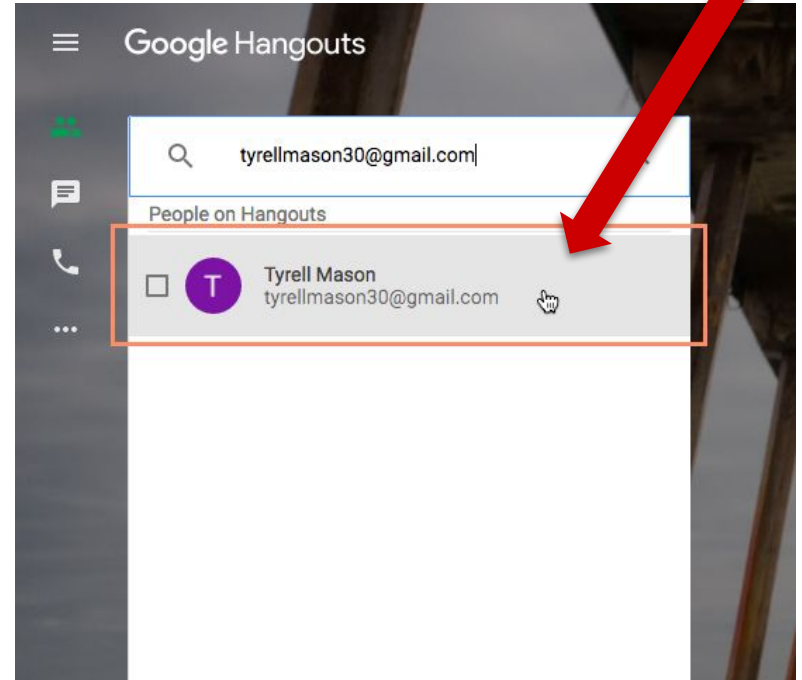 Google Hangouts
tyrellmason30@gmail.com
People on Hangouts
T
Tyrell Mason
tyrellmason30@gmail.com